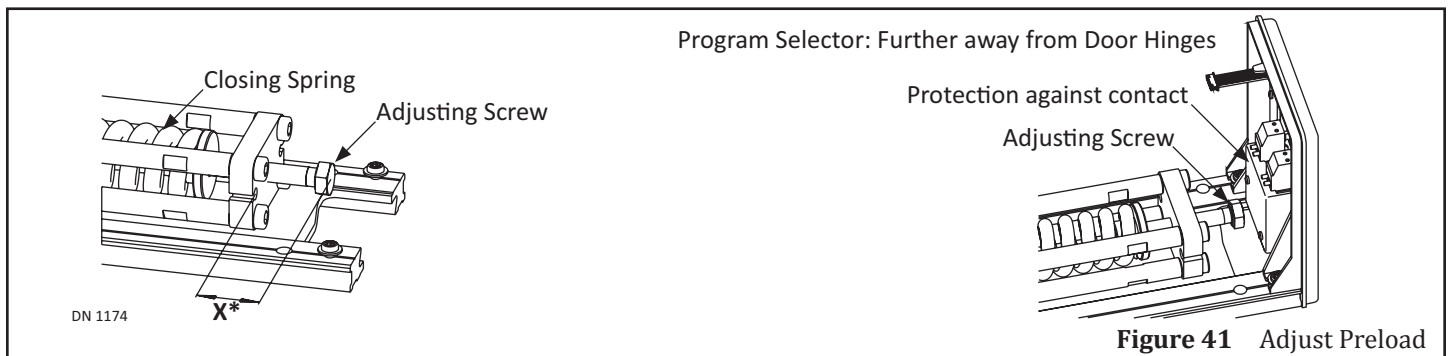 Program Selector: Further away from Door Hinges
Closing Spring
Adjusting Screw
Protection against contact
Adjusting Screw
DN 1174
X*
Figure 41 Adjust Preload